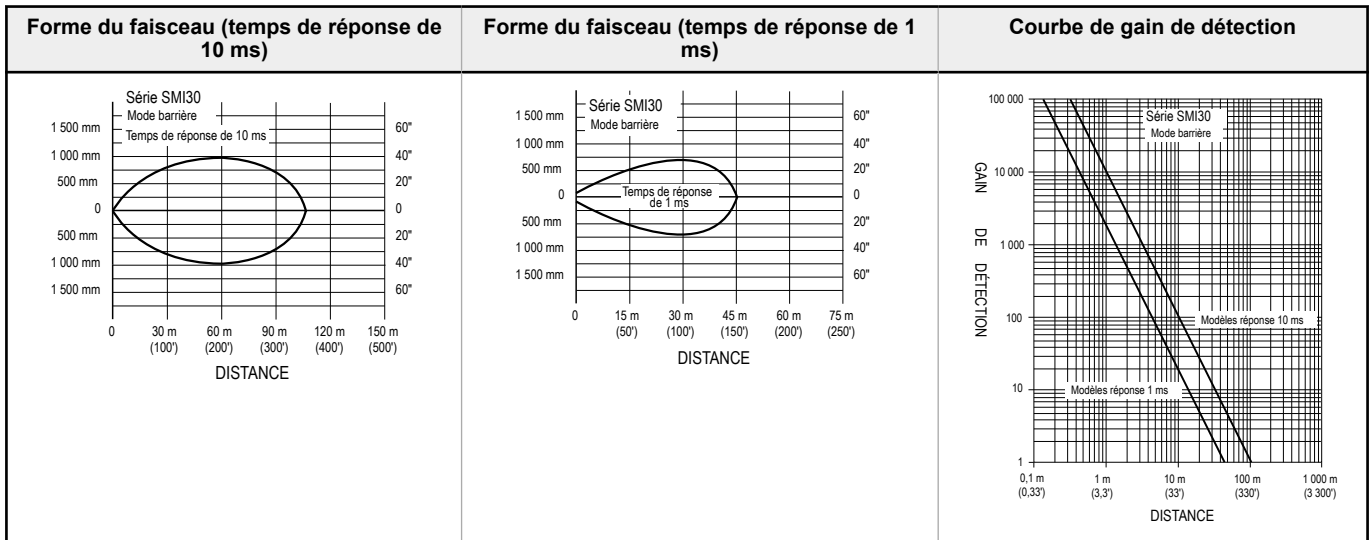 Forme du faisceau (temps de réponse de
10 ms)
Forme du faisceau (temps de réponse de 1
ms)
Courbe de gain de détection
Série SMI30
Mode barrière
Temps de réponse de 10 ms
1 500 mm
1 000 mm
500 mm
0
500 mm
1 000 mm
1 500 mm
60"
40"
20"
0
20"
40"
60"
0 30 m 60 m 90 m 120 m 150 m
(100') (200') (300') (400') (500')
DISTANCE
Série SMI30
Mode barrière
Temps de réponse
de 1 ms
1 500 mm
1 000 mm
500 mm
0
500 mm
1 000 mm
1 500 mm
60"
40"
20"
0
20"
40"
60"
0 15 m 30 m 45 m 60 m 75 m
(50') (100') (150') (200') (250')
DISTANCE
Série SMI30
Mode barrière
GAIN DE DÉTECTION
100 000
10 000
1 000
100
10
1
Modèles réponse 10 ms
Modèles réponse 1 ms
0,1 m 1 m 10 m 100 m 1 000 m
(0,33') (3,3') (33') (330') (3 300')
DISTANCE